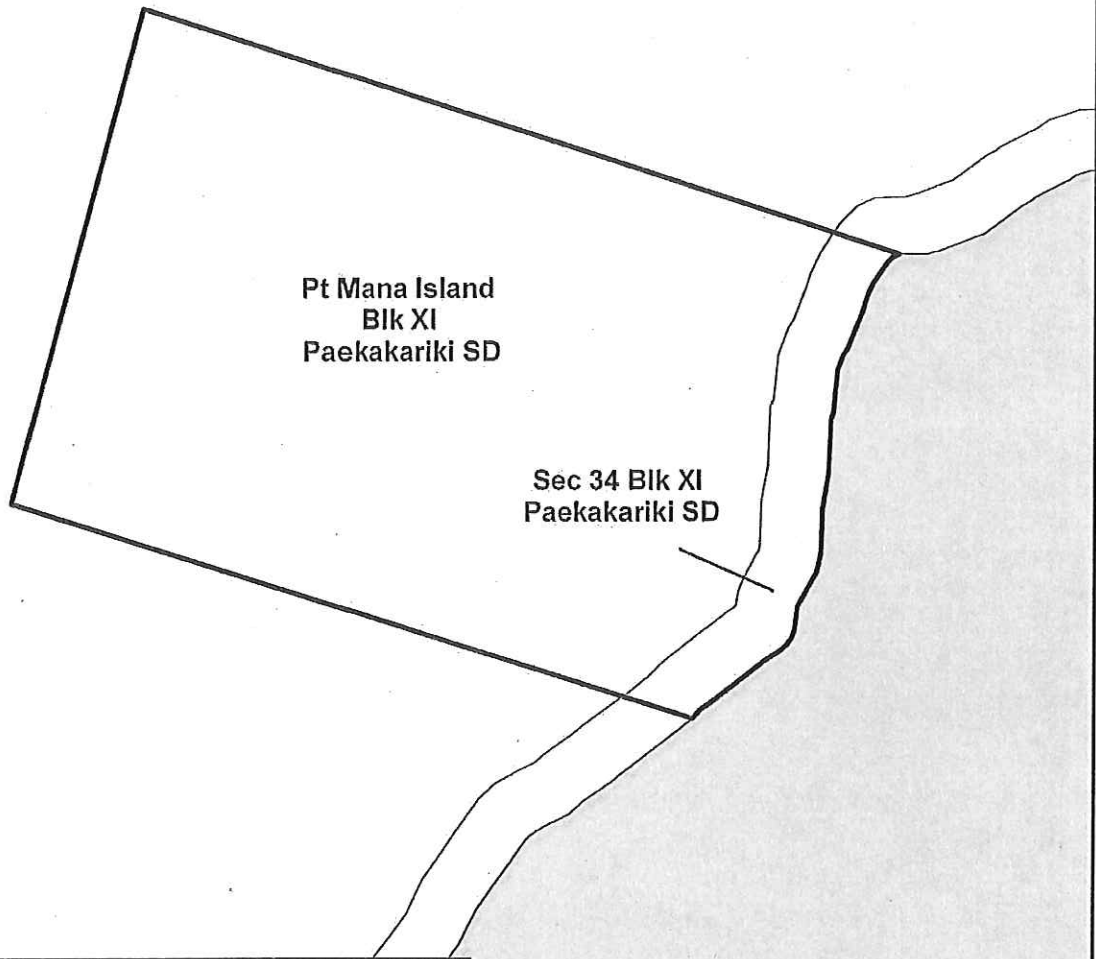 Pt Mana Island
Blk XI
Paekakariki SD
Sec 34 Blk XI
Paekakariki SD